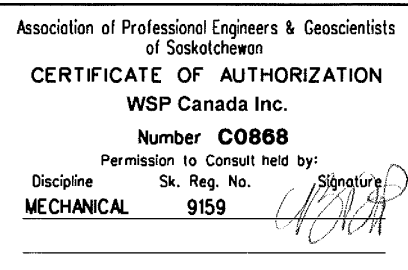 Association of Professional Engineers & Geoscientists
of Saskatchewan
CERTIFICATE OF AUTHORIZATION
WSP Canada Inc.
Number C0868
Permission to Consult held by:
Discipline Sk. Reg. No. Signature
MECHANICAL 9159